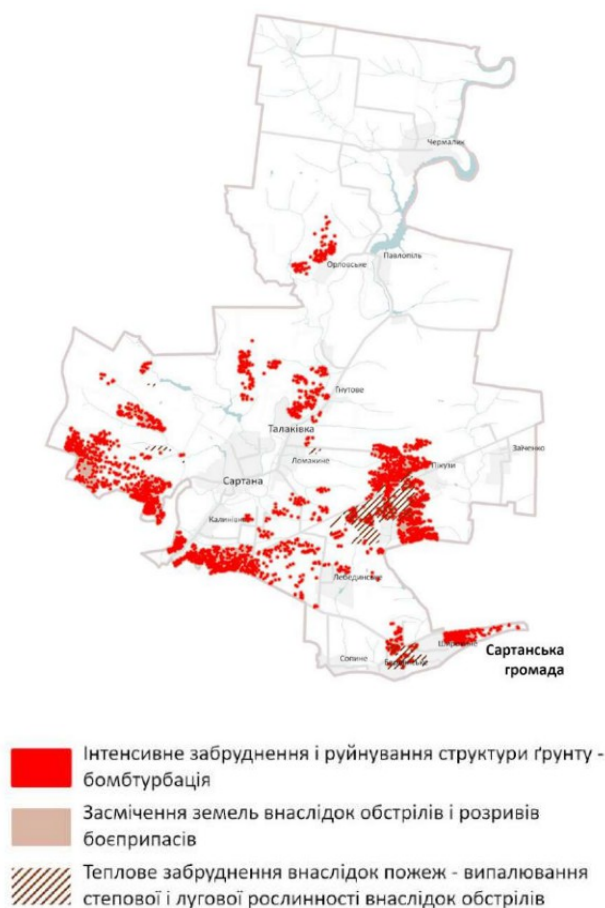 Чермалик
Орловське
Павлопіль
Гнутове
Талаківка
Ломакине
Пікузи
Заїченко
Сартана
Калинівка
Лебединське
Сопине
Сартанська
громада
Інтенсивне забруднення і руйнування структури ґрунту -
бомбтурбація
Засмічення земель внаслідок обстрілів і розривів
боєприпасів
Теплове забруднення внаслідок пожеж - випалювання
степової і лугової рослинності внаслідок обстрілів